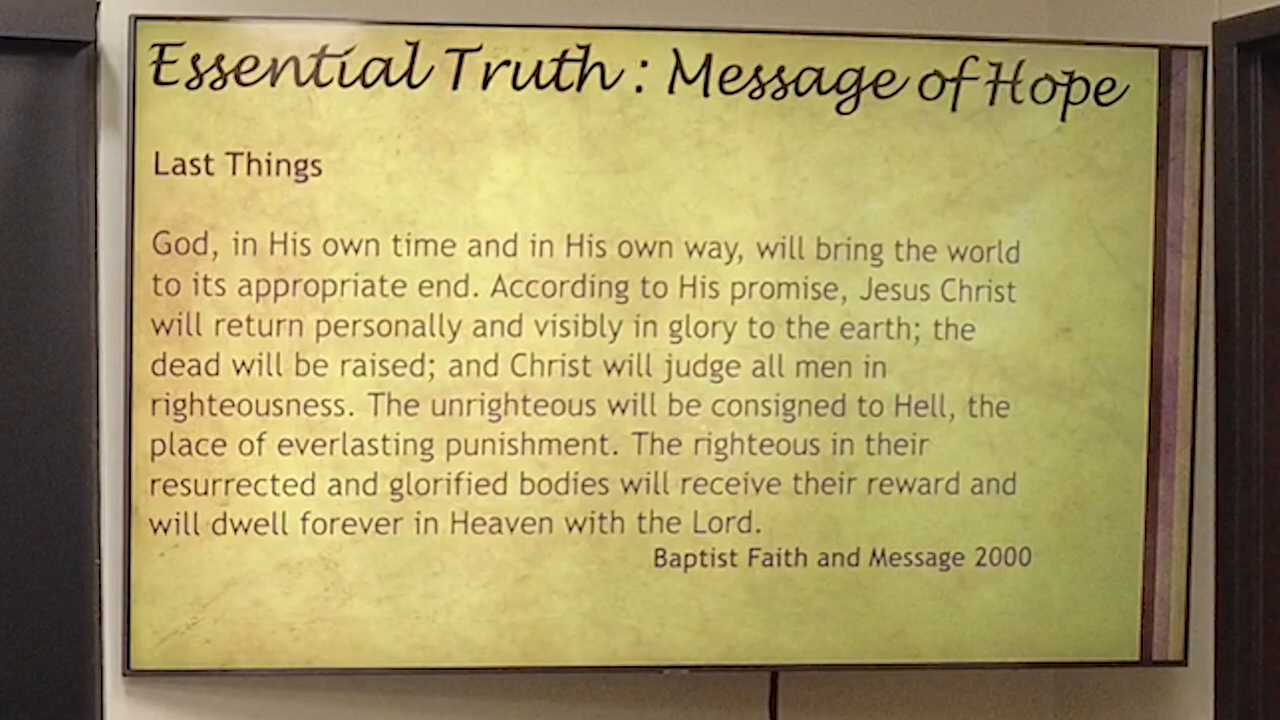 Essential Truth : Message of Hope
Last Things
God, in His own time and in His own way, will bring the world
to its appropriate end. According to His promise, Jesus Christ
will return personally and visibly in glory to the earth; the
dead will be raised; and Christ will judge all men in
righteousness. The unrighteous will be consigned to Hell, the
place of everlasting punishment. The righteous in their
resurrected and glorified bodies will receive their reward and
will dwell forever in Heaven with the Lord.
Baptist Faith and Message 2000